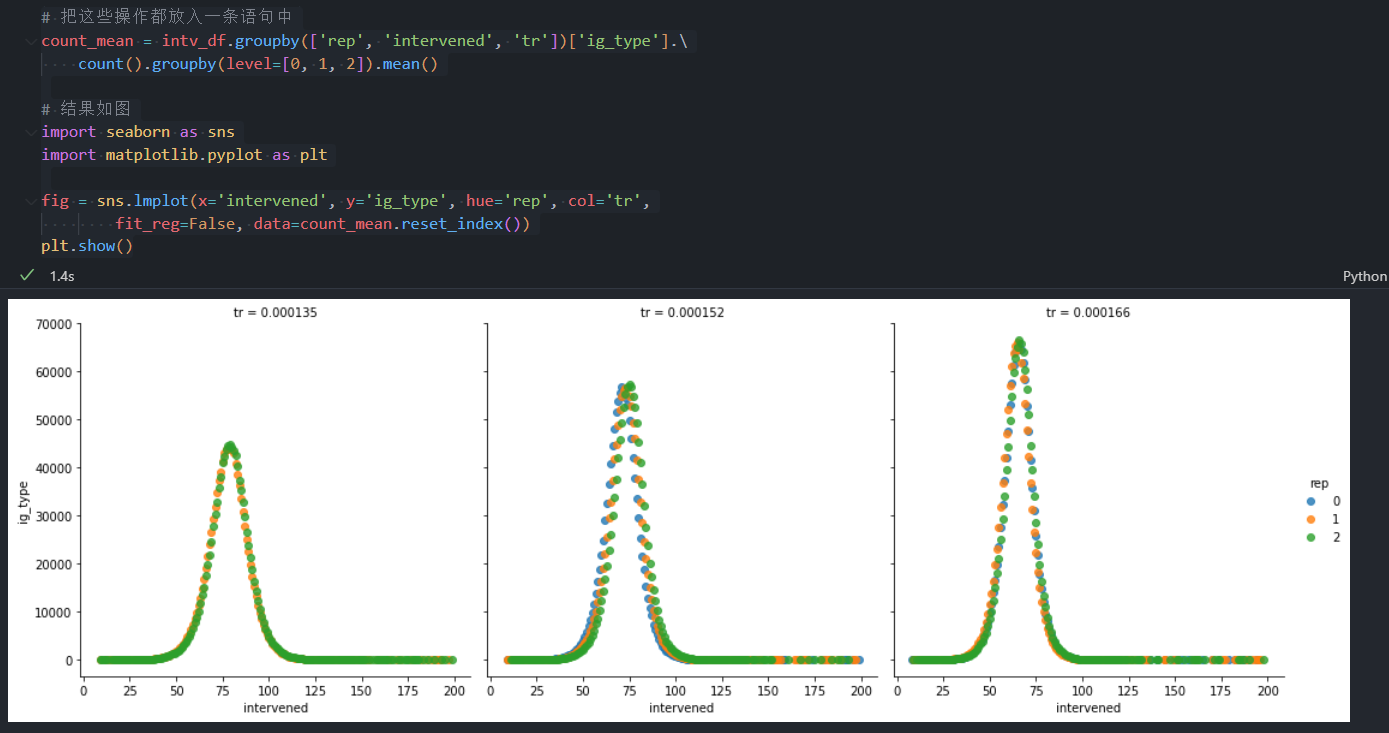 # 把这些操作都放入一条语句中
count_mean = intv_df.groupby(['rep', 'intervened', 'tr'])['ig_type'].\
    count().groupby(level=[0, 1, 2]).mean()
# 结果如图
import seaborn as sns
import matplotlib.pyplot as plt
fig = sns.lmplot(x='intervened', y='ig_type', hue='rep', col='tr',
        fit_reg=False, data=count_mean.reset_index())
plt.show()
1.4s
Python
tr = 0.000135
tr = 0.000152
tr = 0.000166
70000
60000
50000
40000
30000
20000
10000
0
ig_type
0 25 50 75 100 125 150 175 200
0 25 50 75 100 125 150 175 200
0 25 50 75 100 125 150 175 200
intervened
intervened
intervened
rep
0
1
2